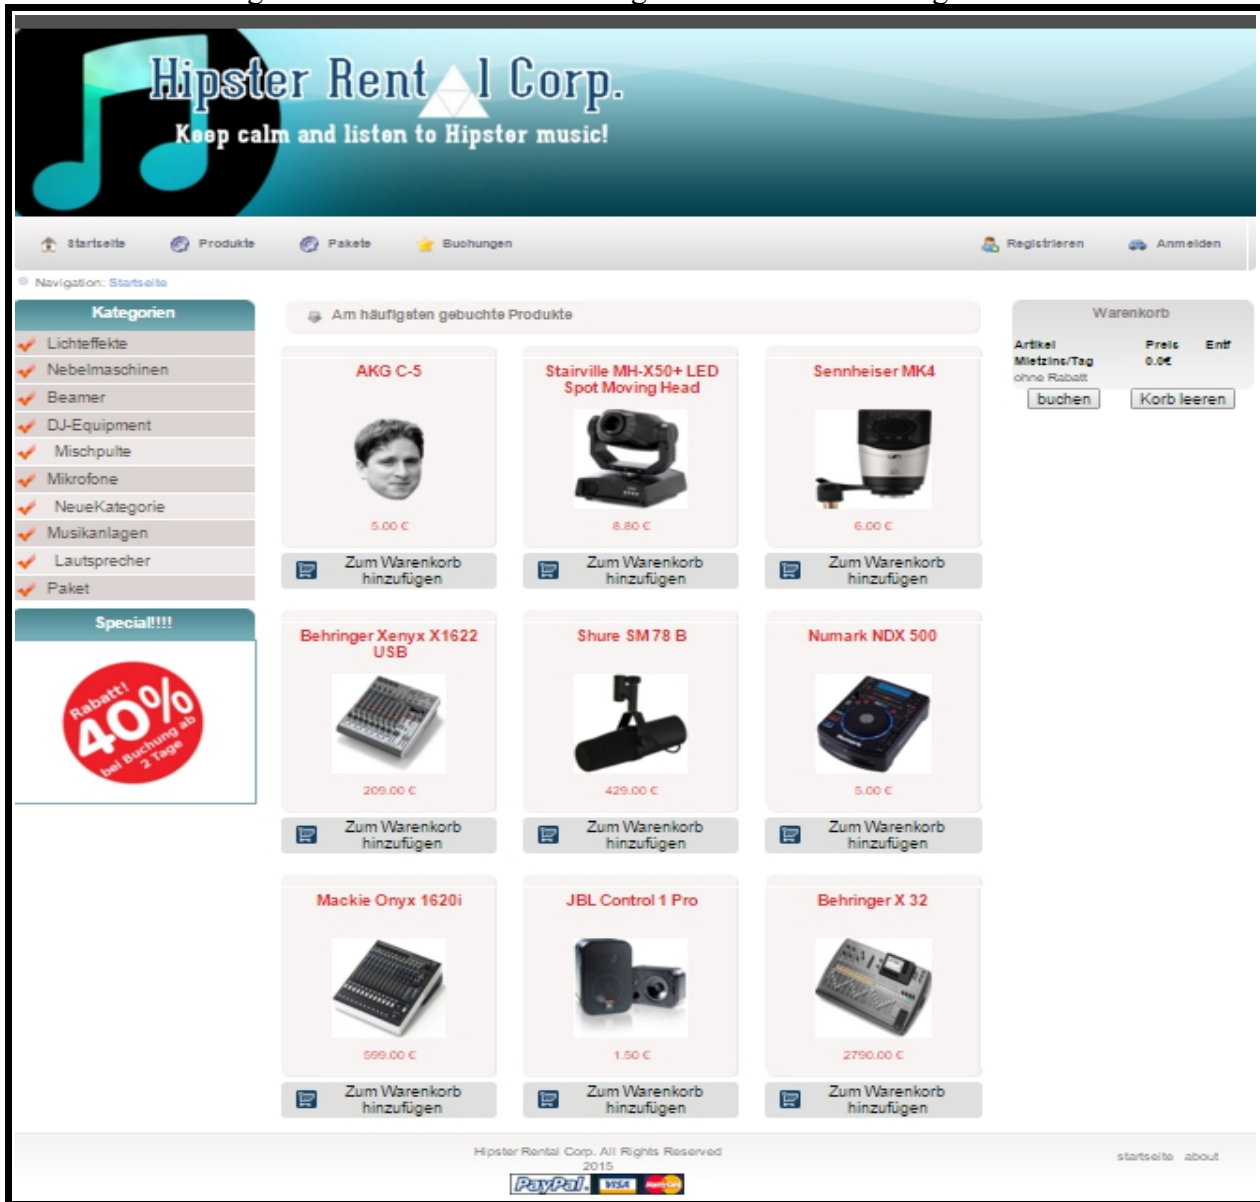 Hipster Rental Corp.
Keep calm and listen to Hipster music!
Startseite Produkte Pakete Buchungen Registrieren Anmelden
Navigation: Startseite
Kategorien
Lichteffekte
Nebelmaschinen
Beamer
DJ-Equipment
Mischpulte
Mikrofone
NeueKategorie
Musikanlagen
Lautsprecher
Paket
Special!!!!
Rabatt!
40%
bei Buchung ab
2 Tage
Am häufigsten gebuchte Produkte
AKG C-5
5.00 €
Zum Warenkorb
hinzufügen
Stairville MH-X50+ LED
Spot Moving Head
8.80 €
Zum Warenkorb
hinzufügen
Sennheiser MK4
6.00 €
Zum Warenkorb
hinzufügen
Behringer Xenyx X1622
USB
209.00 €
Zum Warenkorb
hinzufügen
Shure SM 78 B
429.00 €
Zum Warenkorb
hinzufügen
Numark NDX 500
Numark
5.00 €
Zum Warenkorb
hinzufügen
Mackie Onyx 1620i
599.00 €
Zum Warenkorb
hinzufügen
JBL Control 1 Pro
1.50 €
Zum Warenkorb
hinzufügen
Behringer X 32
2790.00 €
Zum Warenkorb
hinzufügen
Warenkorb
Artikel Preis Entf
Mietzins/Tag 0.0€
ohne Rabatt
buchen Korb leeren
Hipster Rental Corp. All Rights Reserved
2015
PayPal. VISA MasterCard
startseite about